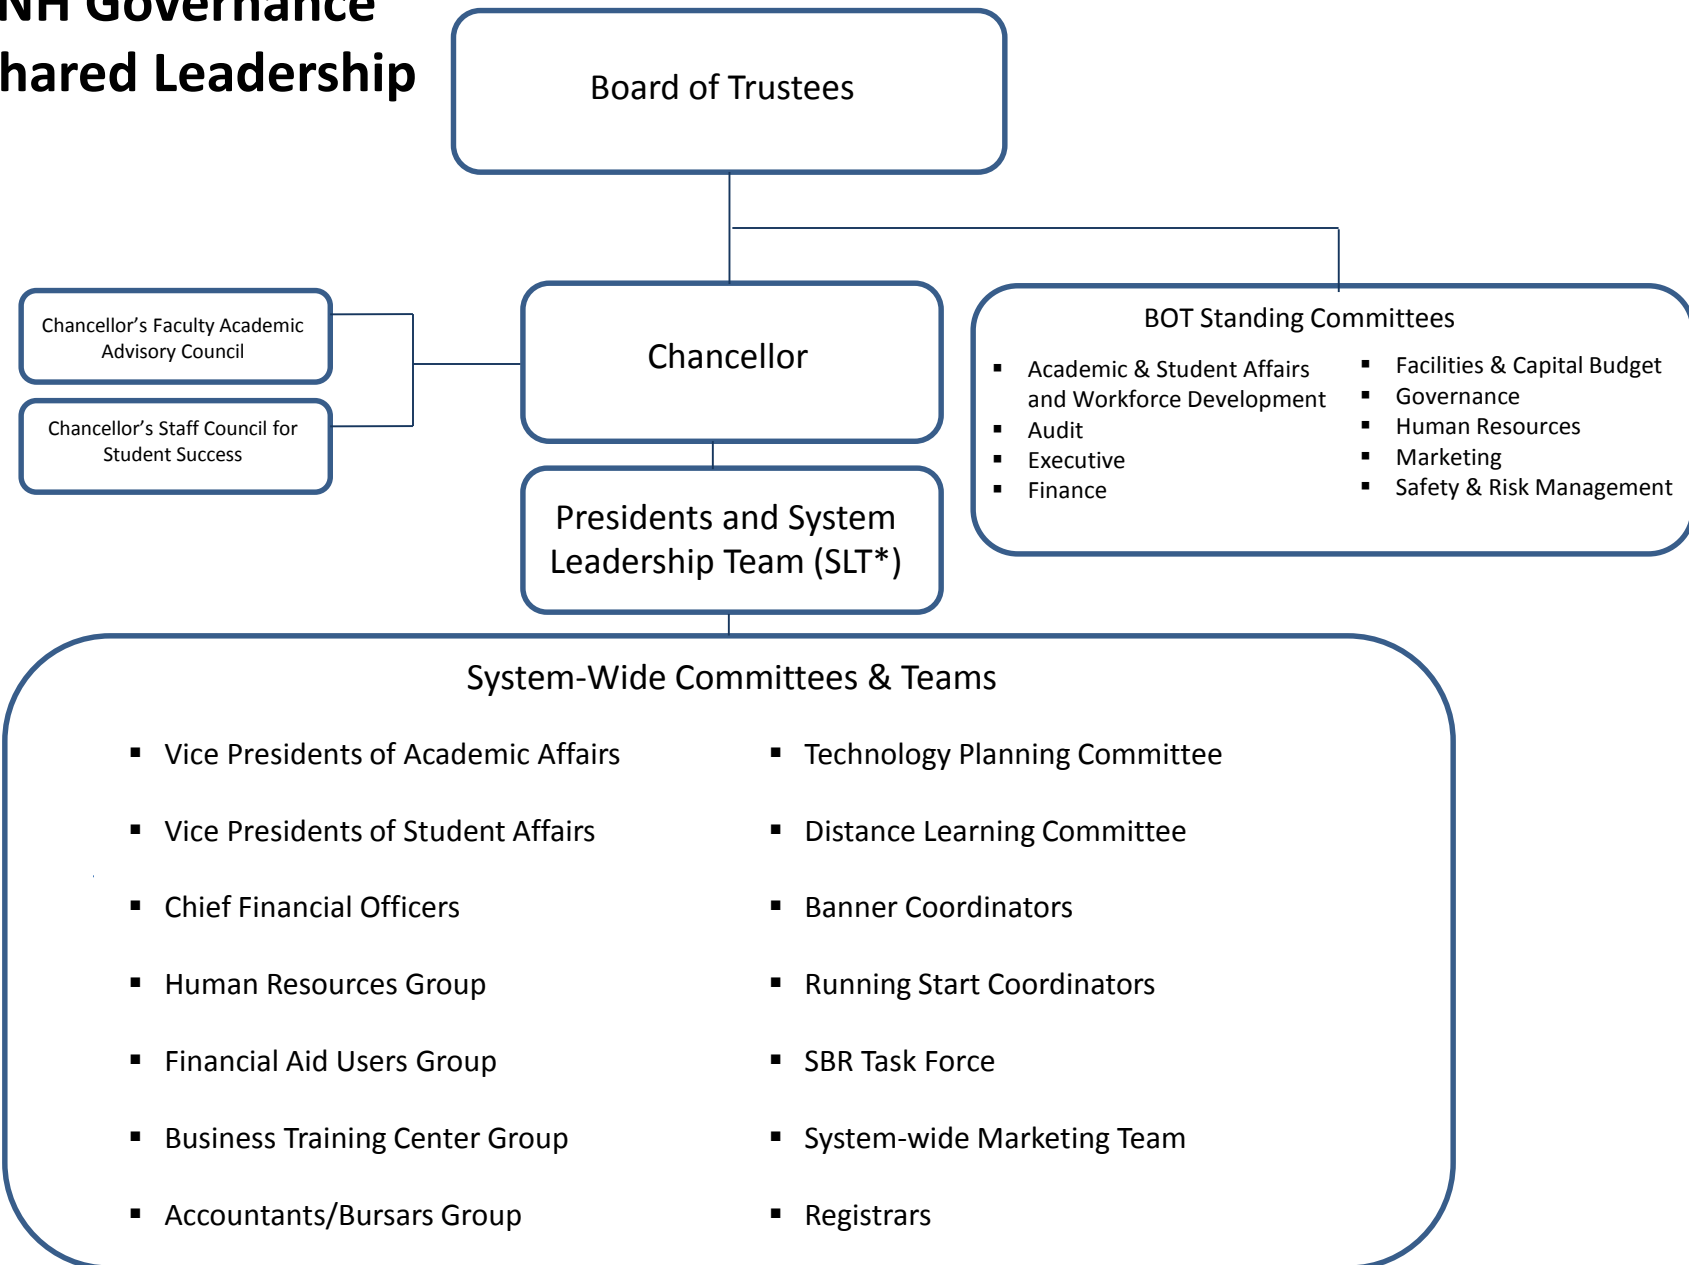 NH Governance
hared Leadership
Board of Trustees
Chancellor's Faculty Academic
Advisory Council
Chancellor's Staff Council for
Student Success
Chancellor
BOT Standing Committees
▪ Academic & Student Affairs
and Workforce Development
▪ Audit
▪ Executive
▪ Finance
▪ Facilities & Capital Budget
▪ Governance
▪ Human Resources
▪ Marketing
▪ Safety & Risk Management
Presidents and System
Leadership Team (SLT*)
System-Wide Committees & Teams
▪ Vice Presidents of Academic Affairs
▪ Vice Presidents of Student Affairs
▪ Chief Financial Officers
▪ Human Resources Group
▪ Financial Aid Users Group
▪ Business Training Center Group
▪ Accountants/Bursars Group
▪ Technology Planning Committee
▪ Distance Learning Committee
▪ Banner Coordinators
▪ Running Start Coordinators
▪ SBR Task Force
▪ System-wide Marketing Team
▪ Registrars